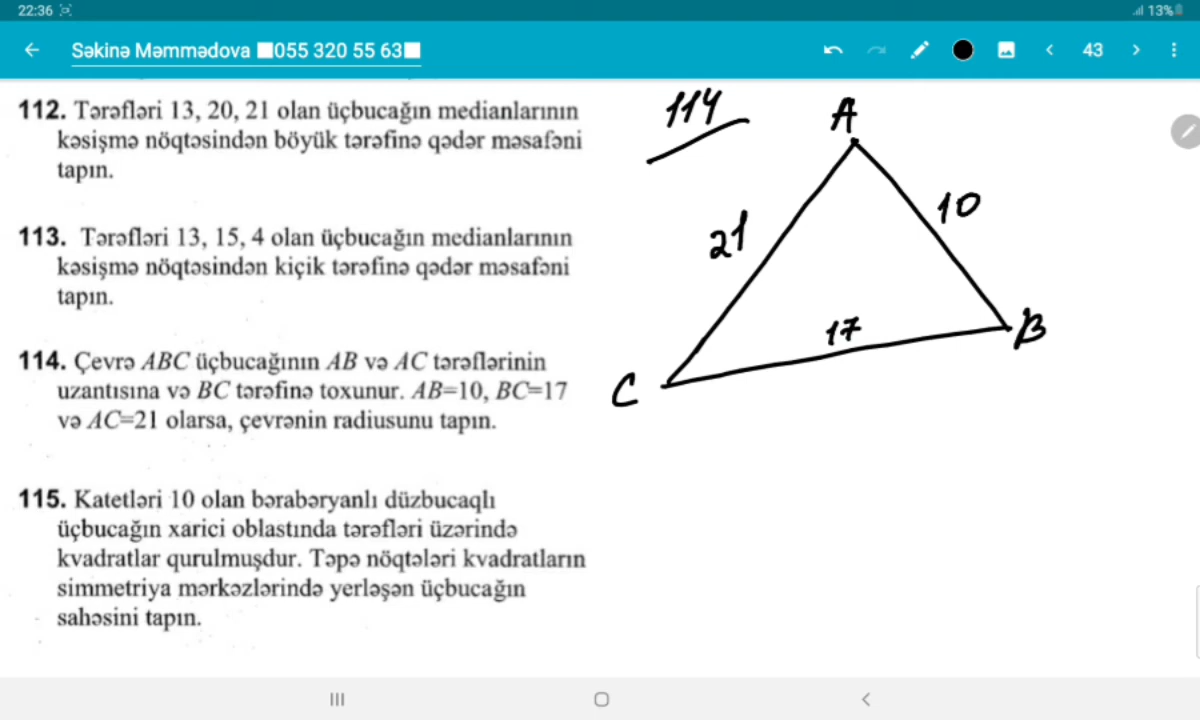 22:36
13%
Səkinə Məmmədova ■055 320 55 63■
43
112. Tərəfləri 13, 20, 21 olan üçbucağın medianlarının
kəsişmə nöqtəsindən böyük tərəfinə qədər məsafəni
tapın.
113. Tərəfləri 13, 15, 4 olan üçbucağın medianlarının
kəsişmə nöqtəsindən kiçik tərəfinə qədər məsafəni
tapın.
114. Çevrə ABC üçbucağının AB və AC tərəflərinin
uzantısına və BC tərəfinə toxunur. AB=10, BC=17
və AC=21 olarsa, çevrənin radiusunu tapın.
115. Katetləri 10 olan bərabəryanlı düzbucaqlı
üçbucağın xarici oblastında tərəfləri üzərində
kvadratlar qurulmuşdur. Təpə nöqtələri kvadratların
simmetriya mərkəzlərində yerləşən üçbucağın
sahəsini tapın.
114
A
21
10
17
B
C